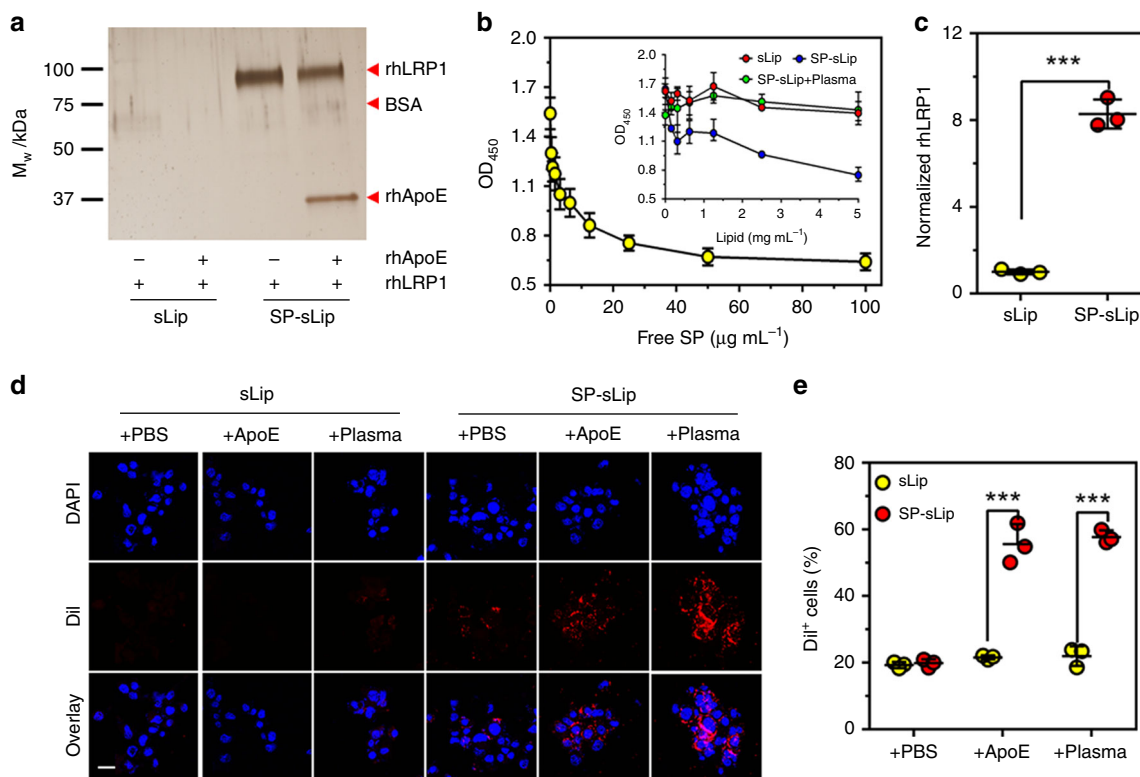 a
M_w /kDa
100
75
50
37
rhLRP1
BSA
rhApoE
– + – + rhApoE
+ + + + rhLRP1
sLip SP-sLip
b
OD450
2.0
1.7
1.4
1.1
0.8
0.5
0 20 40 60 80 100
Free SP (μg mL⁻¹)
sLip SP-sLip
SP-sLip+Plasma
OD450
1.8
1.5
1.2
0.9
0.5
0 1 2 3 4 5
Lipid (mg mL⁻¹)
c
Normalized rhLRP1
12
8
4
0
***
sLip SP-sLip
d
sLip SP-sLip
+PBS +ApoE +Plasma +PBS +ApoE +Plasma
DAPI
DiI
Overlay
e
DiI⁺ cells (%)
80
60
40
20
0
sLip
SP-sLip
*** ***
+PBS +ApoE +Plasma